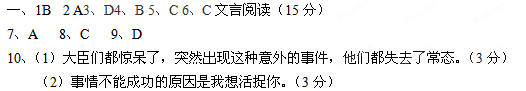 一、1B　2 A3、D4、B 5、C 6、C 文言阅读（15 分）
7、A　8、C　9、D
10、（1）大臣们都惊呆了，突然出现这种意外的事件，他们都失去了常态。（3 分）
（2）事情不能成功的原因是我想活捉你。（3 分）